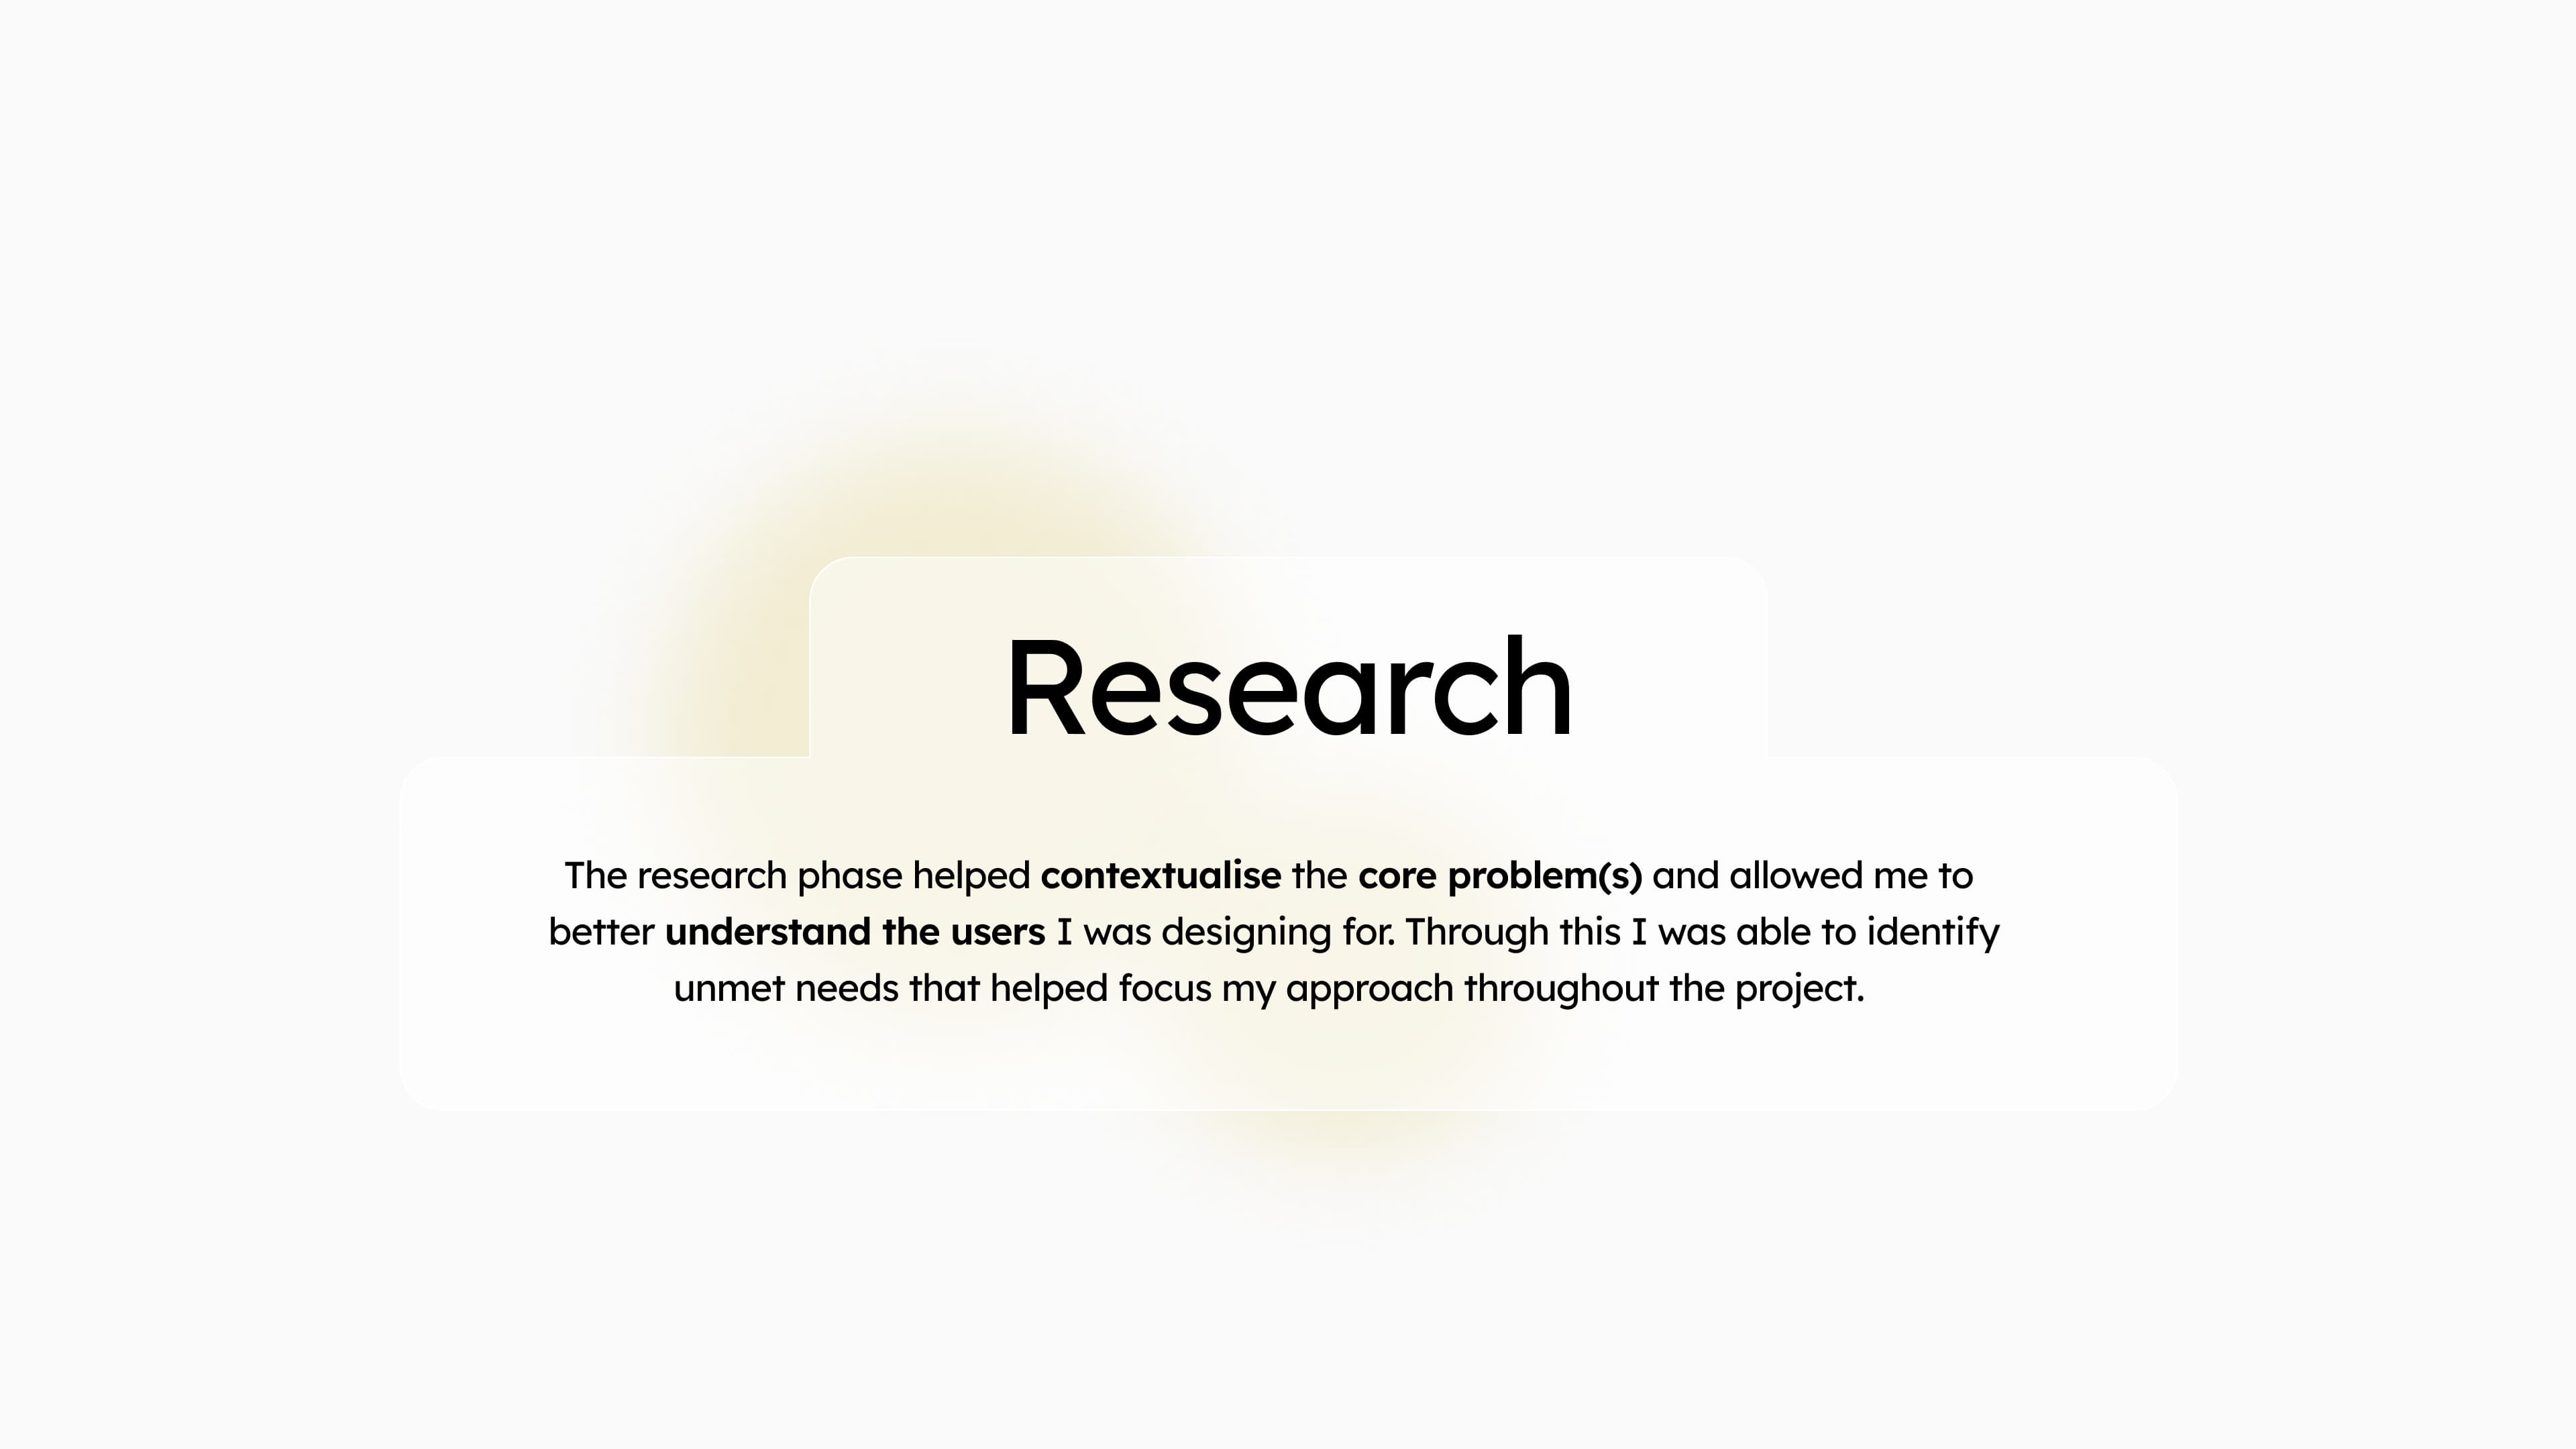 Research
The research phase helped contextualise the core problem(s) and allowed me to
better understand the users I was designing for. Through this I was able to identify
unmet needs that helped focus my approach throughout the project.